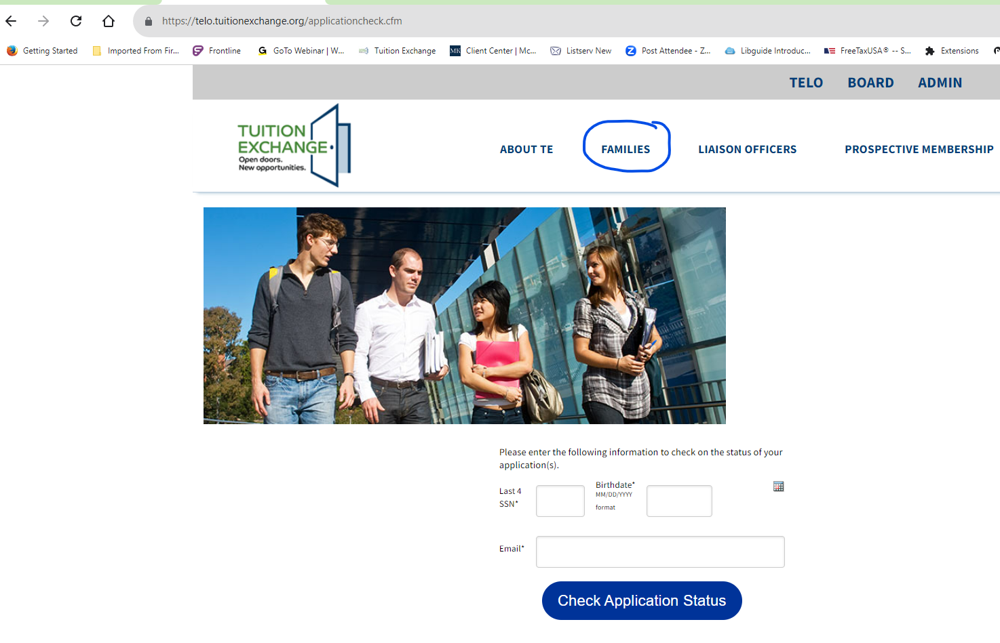 https://telo.tuitionexchange.org/applicationcheck.cfm
Getting Started Imported From Fir... Frontline GoTo Webinar | W... Tuition Exchange MK Client Center | Mc... Listserv New Post Attendee - Z... Libguide Introduc... FreeTaxUSA® -- S... Extensions
TELO BOARD ADMIN
TUITION
EXCHANGE
Open doors.
New opportunities.
ABOUT TE FAMILIES LIAISON OFFICERS PROSPECTIVE MEMBERSHIP
Please enter the following information to check on the status of your
application(s).
Last 4
SSN*
Birthdate*
MM/DD/YYYY
format
Email*
Check Application Status